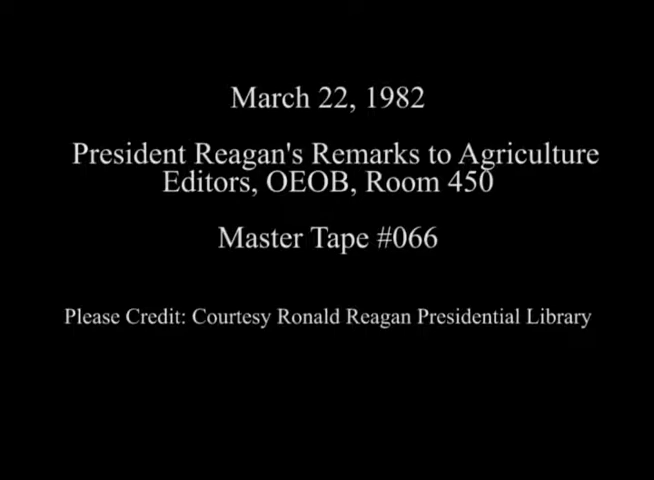 March 22, 1982
President Reagan's Remarks to Agriculture
Editors, OEOB, Room 450
Master Tape #066
Please Credit: Courtesy Ronald Reagan Presidential Library